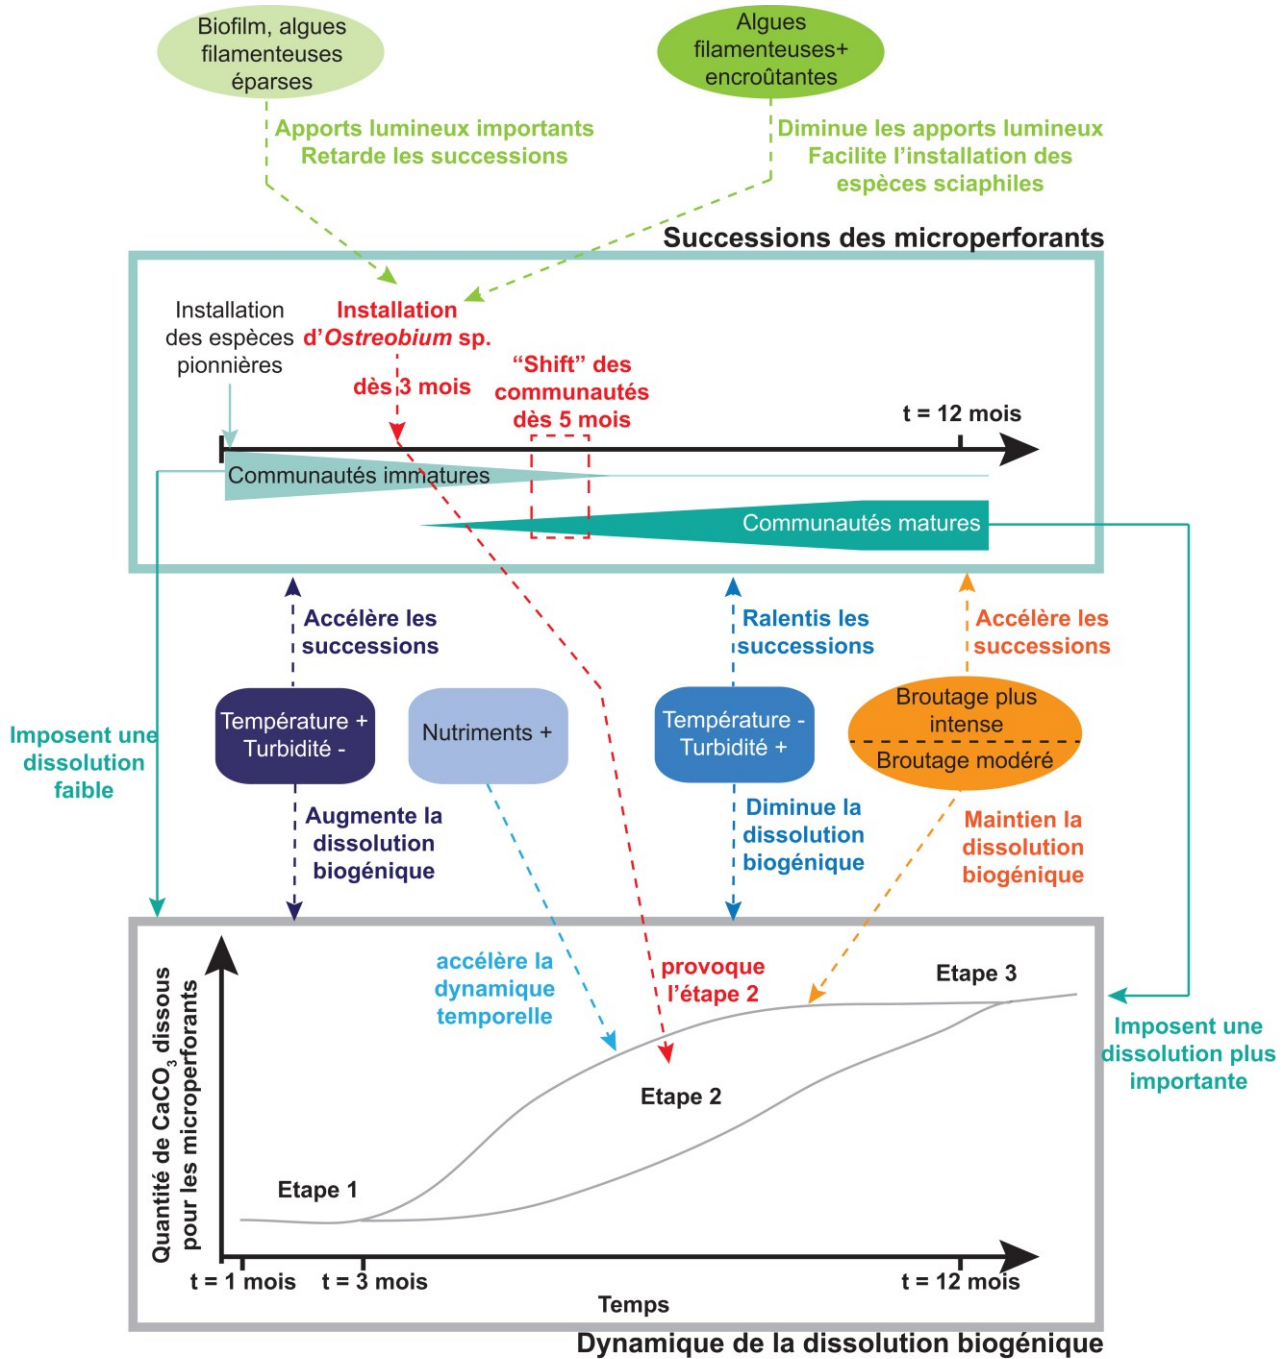 Biofilm, algues
filamenteuses
éparses
Algues
filamenteuses+
encroûtantes
Apports lumineux importants
Retarde les successions
Diminue les apports lumineux
Facilite l'installation des
espèces sciaphiles
Successions des microperforants
Installation
des espèces
pionnières
Installation
d'Ostreobium sp.
dès 3 mois
“Shift” des
communautés
dès 5 mois
t = 12 mois
Communautés immatures
Communautés matures
Accélère les
successions
Ralentis les
successions
Accélère les
successions
Imposent une
dissolution
faible
Température +
Turbidité -
Nutriments +
Température -
Turbidité +
Broutage plus
intense
Broutage modéré
Augmente la
dissolution
biogénique
Diminue la
dissolution
biogénique
Maintien la
dissolution
biogénique
accélère la
dynamique
temporelle
provoque
l'étape 2
Etape 3
Imposent une
dissolution plus
importante
Etape 2
Etape 1
Quantité de CaCO3 dissous
pour les microperforants
t = 1 mois
t = 3 mois
t = 12 mois
Temps
Dynamique de la dissolution biogénique